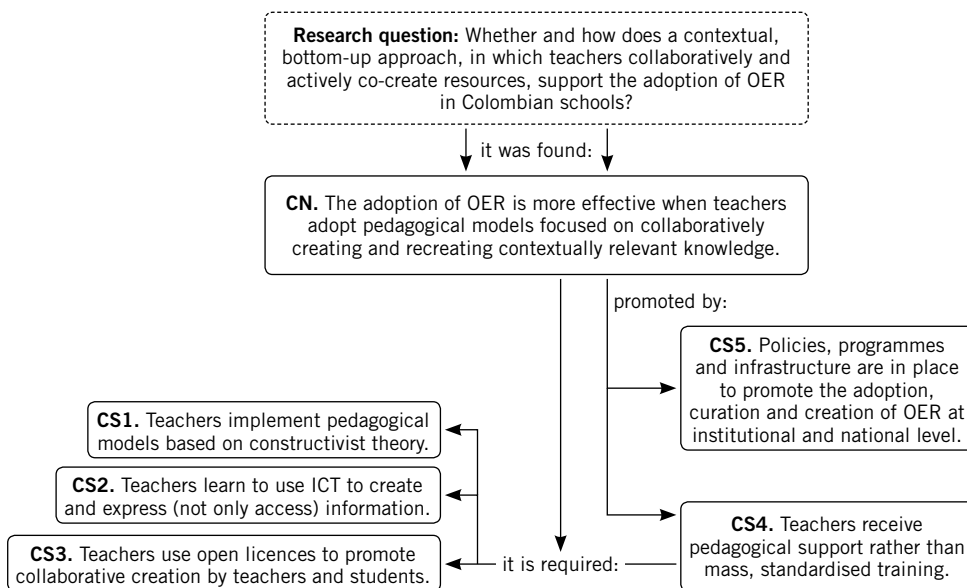 Research question: Whether and how does a contextual,
bottom-up approach, in which teachers collaboratively and
actively co-create resources, support the adoption of OER
in Colombian schools?
it was found:
CN. The adoption of OER is more effective when teachers
adopt pedagogical models focused on collaboratively
creating and recreating contextually relevant knowledge.
promoted by:
CS5. Policies, programmes
and infrastructure are in place
to promote the adoption,
curation and creation of OER at
institutional and national level.
CS1. Teachers implement pedagogical
models based on constructivist theory.
CS2. Teachers learn to use ICT to create
and express (not only access) information.
CS3. Teachers use open licences to promote
collaborative creation by teachers and students.
it is required:
CS4. Teachers receive
pedagogical support rather than
mass, standardised training.